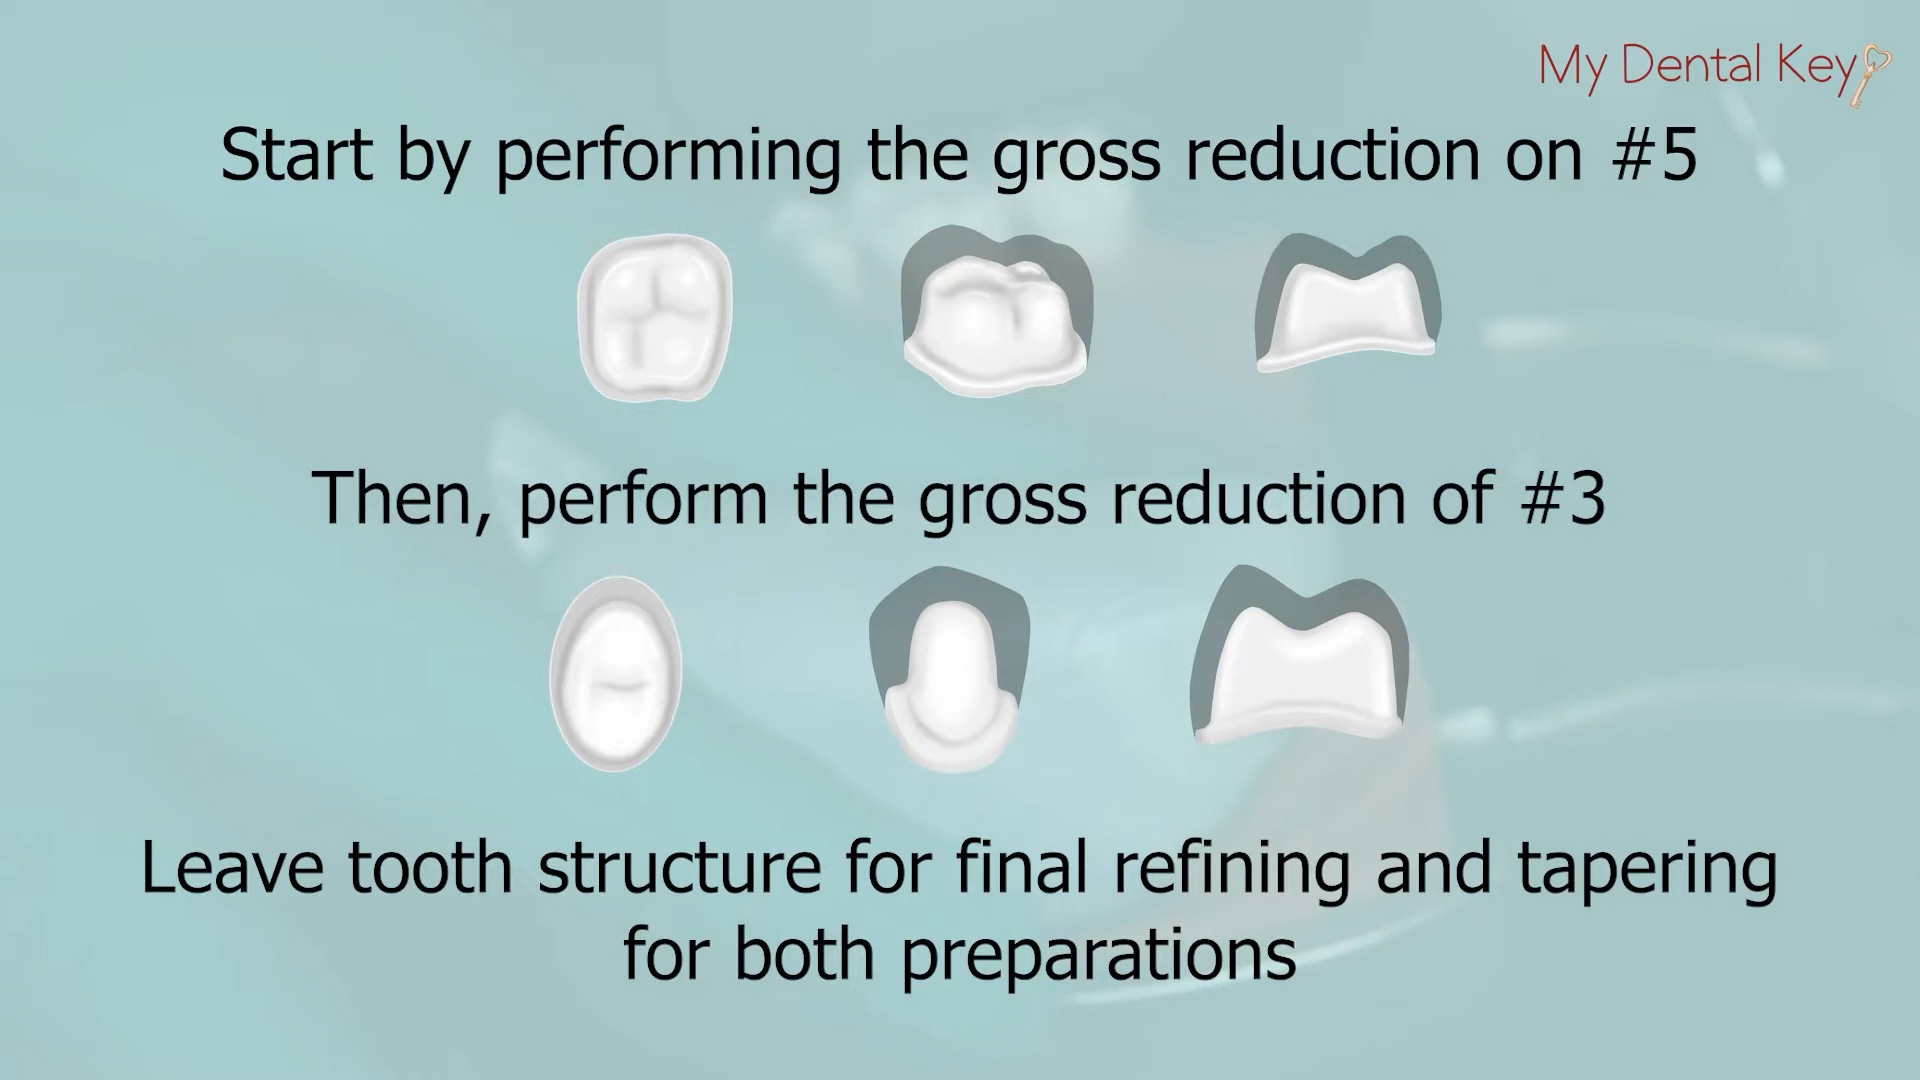 My Dental Key
Start by performing the gross reduction on #5
Then, perform the gross reduction of #3
Leave tooth structure for final refining and tapering
for both preparations